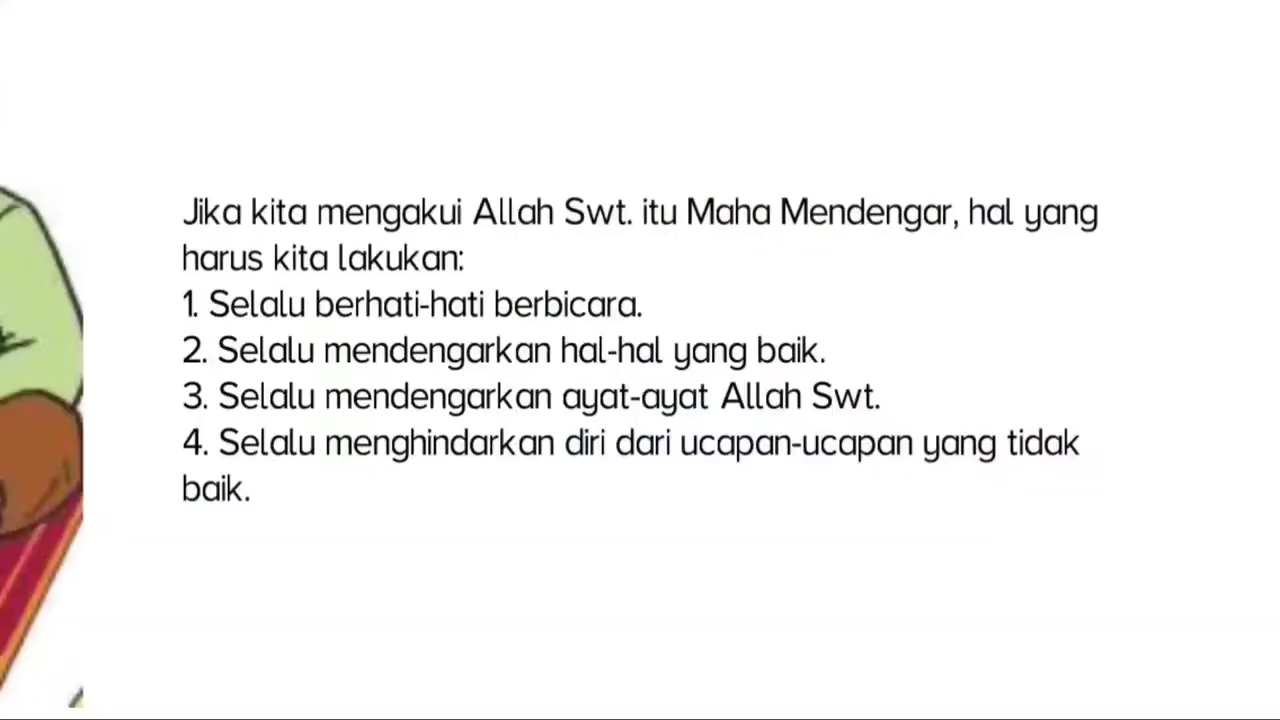 Jika kita mengakui Allah Swt. itu Maha Mendengar, hal yang
harus kita lakukan:
1. Selalu berhati-hati berbicara.
2. Selalu mendengarkan hal-hal yang baik.
3. Selalu mendengarkan ayat-ayat Allah Swt.
4. Selalu menghindarkan diri dari ucapan-ucapan yang tidak
baik.